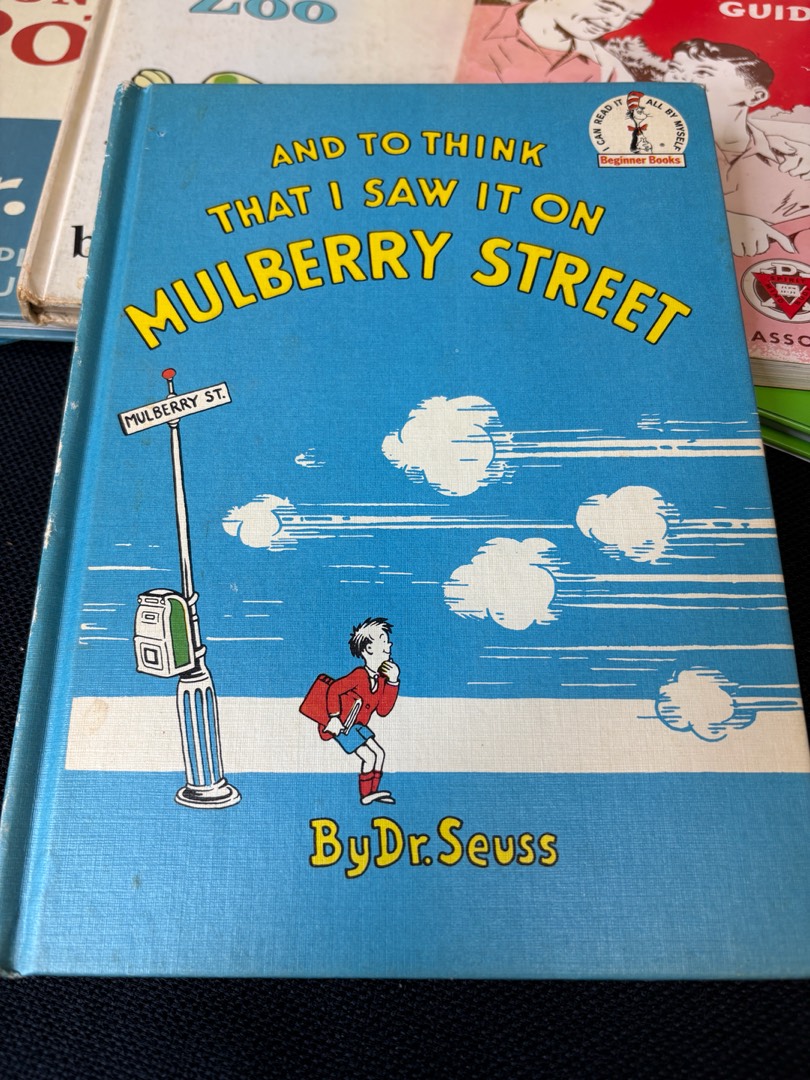 Zoo
GUID
I CAN READ IT ALL BY MYSELF
Beginner Books
AND TO THINK
THAT I SAW IT ON
MULBERRY STREET
MULBERRY ST.
By Dr. Seuss
ASSO